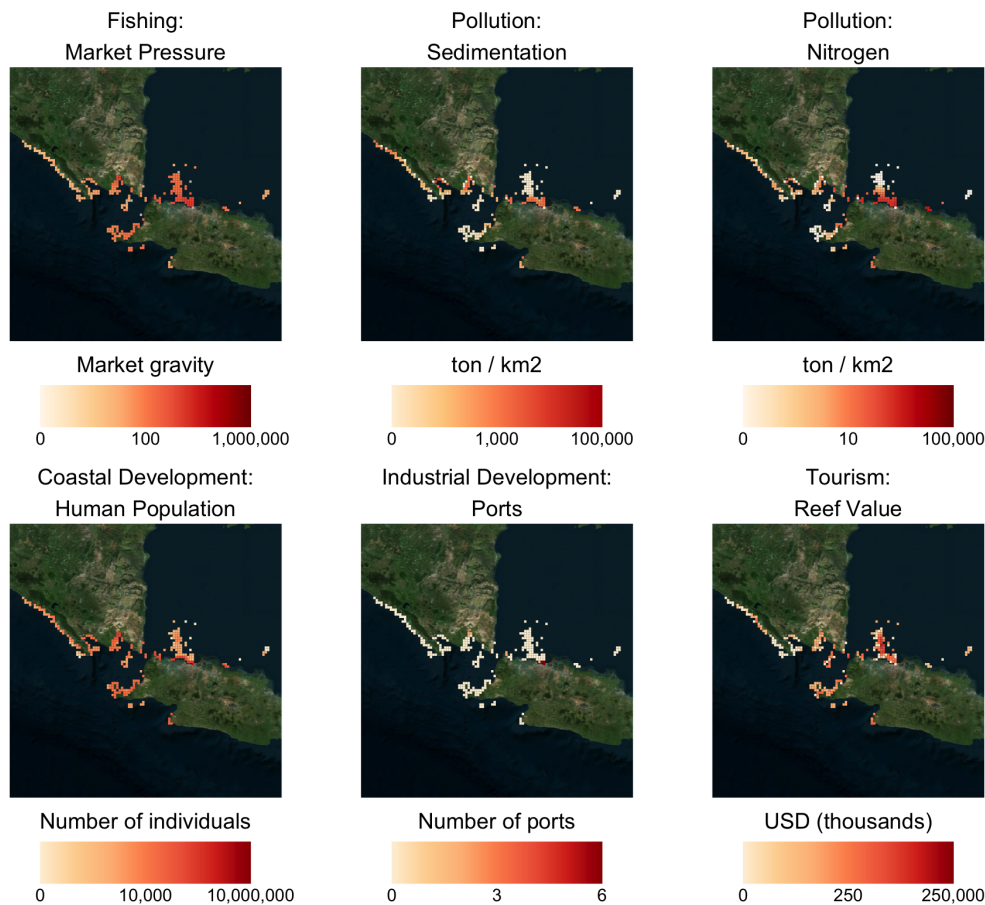 Fishing:
Market Pressure
Pollution:
Sedimentation
Pollution:
Nitrogen
Market gravity
0 100 1,000,000
ton / km2
0 1,000 100,000
ton / km2
0 10 100,000
Coastal Development:
Human Population
Industrial Development:
Ports
Tourism:
Reef Value
Number of individuals
0 10,000 10,000,000
Number of ports
0 3 6
USD (thousands)
0 250 250,000